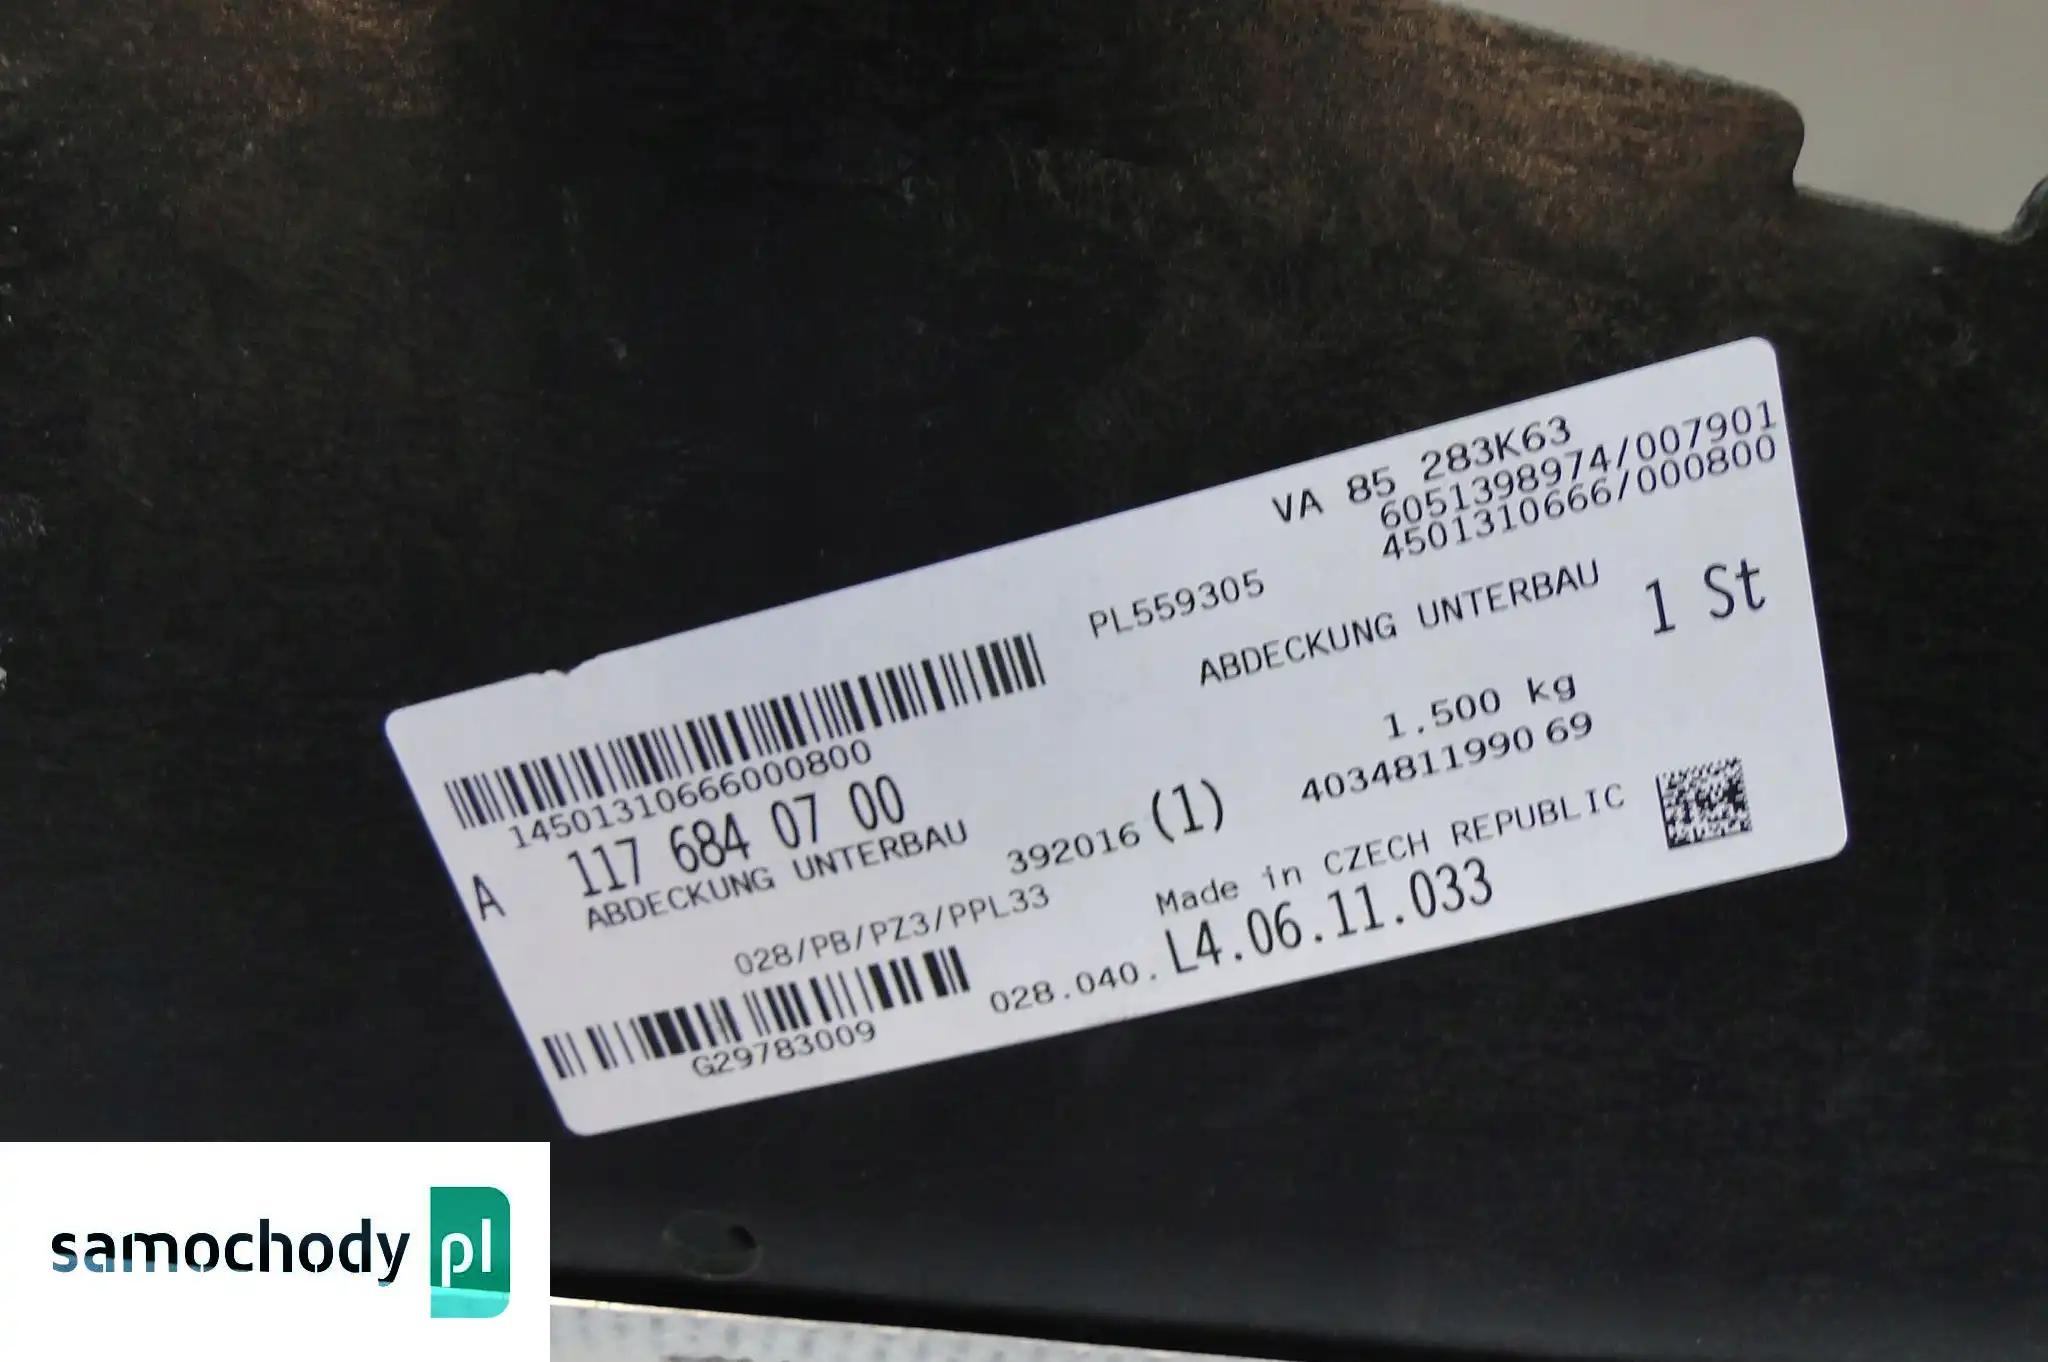 VA 85 283K63
6051398974/007901
4501310666/000800
PL559305
ABDECKUNG UNTERBAU 1 St
1.500 kg
4034811990 69
14501310666000800
A 117 684 07 00
ABDECKUNG UNTERBAU
392016 (1)
Made in CZECH REPUBLIC
028/PB/PZ3/PPL33
028.040. L4.06.11.033
G29783009
samochody pl